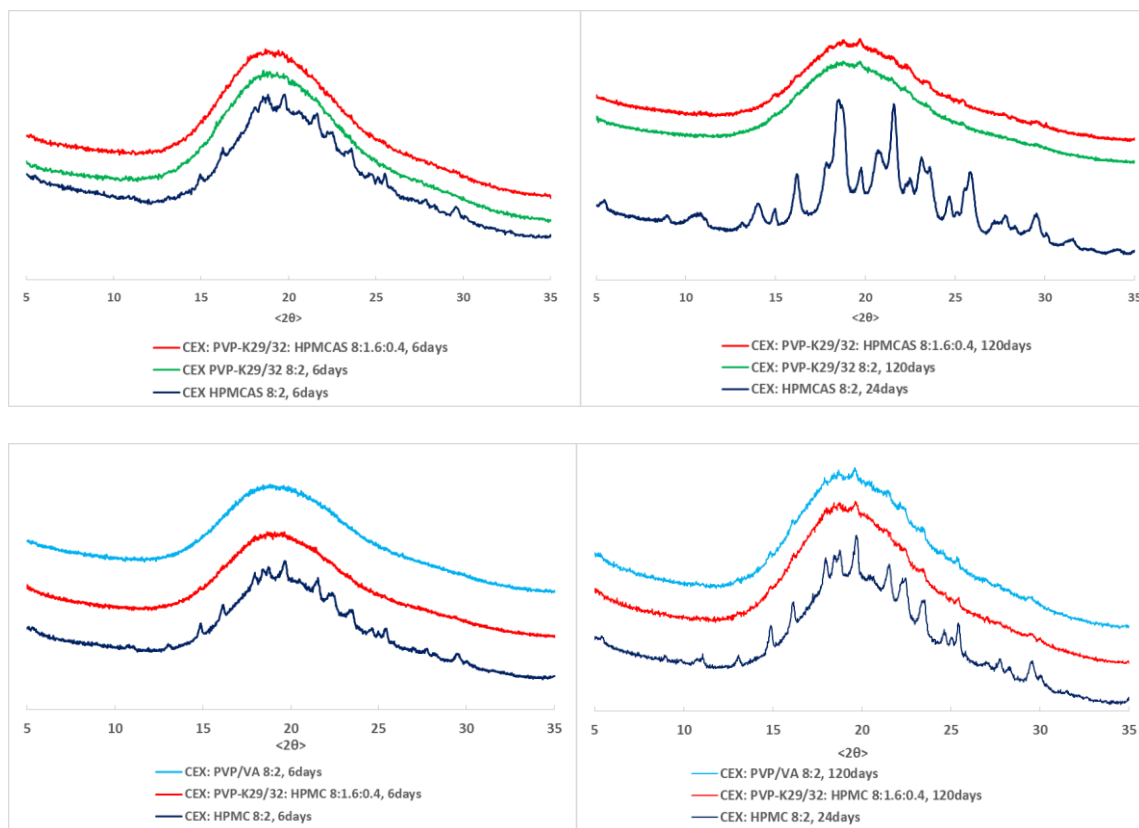 5 10 15 20 25 30 35
<2θ>
CEX: PVP-K29/32: HPMCAS 8:1.6:0.4, 6days
CEX PVP-K29/32 8:2, 6days
CEX HPMCAS 8:2, 6days
5 10 15 20 25 30 35
<2θ>
CEX: PVP-K29/32: HPMCAS 8:1.6:0.4, 120days
CEX: PVP-K29/32 8:2, 120days
CEX: HPMCAS 8:2, 24days
5 10 15 20 25 30 35
<2θ>
CEX: PVP/VA 8:2, 6days
CEX: PVP-K29/32: HPMC 8:1.6:0.4, 6days
CEX: HPMC 8:2, 6days
5 10 15 20 25 30 35
<2θ>
CEX: PVP/VA 8:2, 120days
CEX: PVP-K29/32: HPMC 8:1.6:0.4, 120days
CEX: HPMC 8:2, 24days